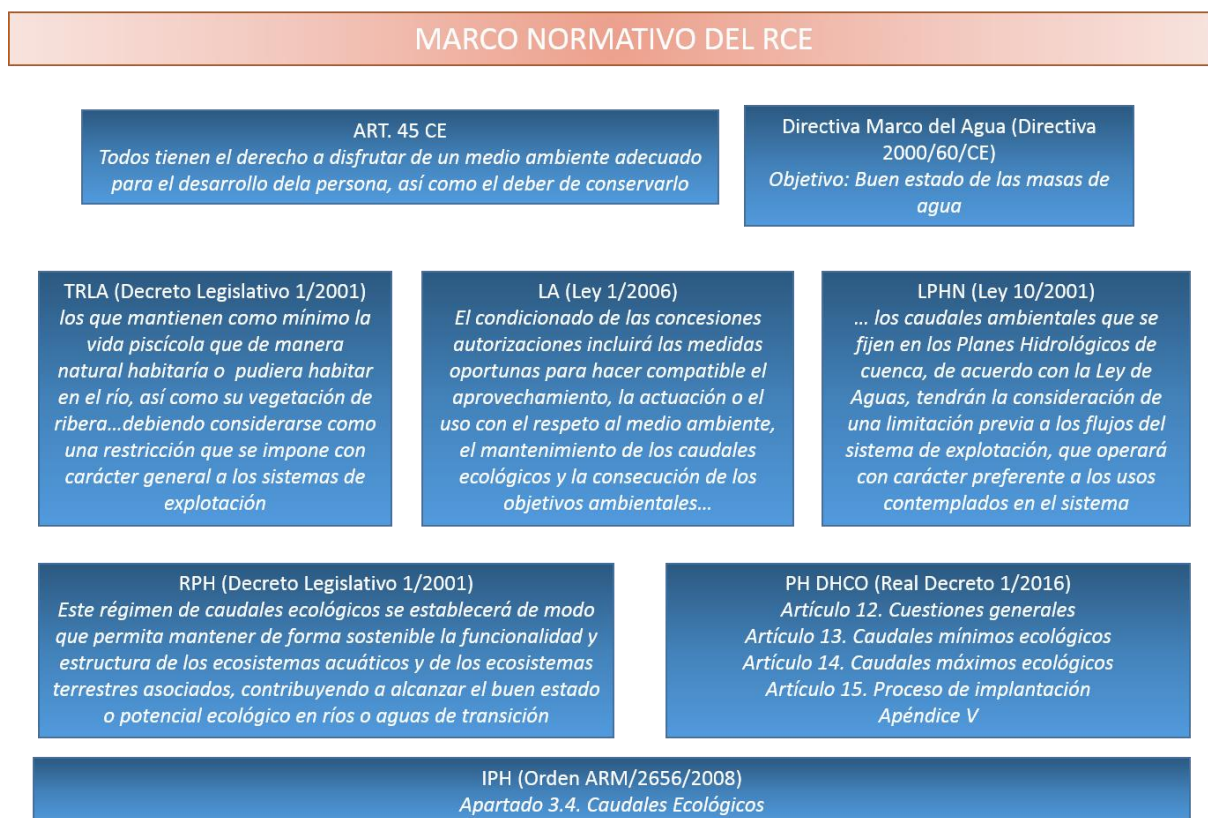 MARCO NORMATIVO DEL RCE
ART. 45 CE
Todos tienen el derecho a disfrutar de un medio ambiente adecuado
para el desarrollo dela persona, así como el deber de conservarlo
Directiva Marco del Agua (Directiva
2000/60/CE)
Objetivo: Buen estado de las masas de
agua
TRLA (Decreto Legislativo 1/2001)
los que mantienen como mínimo la
vida piscícola que de manera
natural habitaría o pudiera habitar
en el río, así como su vegetación de
ribera...debiendo considerarse como
una restricción que se impone con
carácter general a los sistemas de
explotación
LA (Ley 1/2006)
El condicionado de las concesiones
autorizaciones incluirá las medidas
oportunas para hacer compatible el
aprovechamiento, la actuación o el
uso con el respeto al medio ambiente,
el mantenimiento de los caudales
ecológicos y la consecución de los
objetivos ambientales...
LPHN (Ley 10/2001)
... los caudales ambientales que se
fijen en los Planes Hidrológicos de
cuenca, de acuerdo con la Ley de
Aguas, tendrán la consideración de
una limitación previa a los flujos del
sistema de explotación, que operará
con carácter preferente a los usos
contemplados en el sistema
RPH (Decreto Legislativo 1/2001)
Este régimen de caudales ecológicos se establecerá de modo
que permita mantener de forma sostenible la funcionalidad y
estructura de los ecosistemas acuáticos y de los ecosistemas
terrestres asociados, contribuyendo a alcanzar el buen estado
o potencial ecológico en ríos o aguas de transición
PH DHCO (Real Decreto 1/2016)
Artículo 12. Cuestiones generales
Artículo 13. Caudales mínimos ecológicos
Artículo 14. Caudales máximos ecológicos
Artículo 15. Proceso de implantación
Apéndice V
IPH (Orden ARM/2656/2008)
Apartado 3.4. Caudales Ecológicos